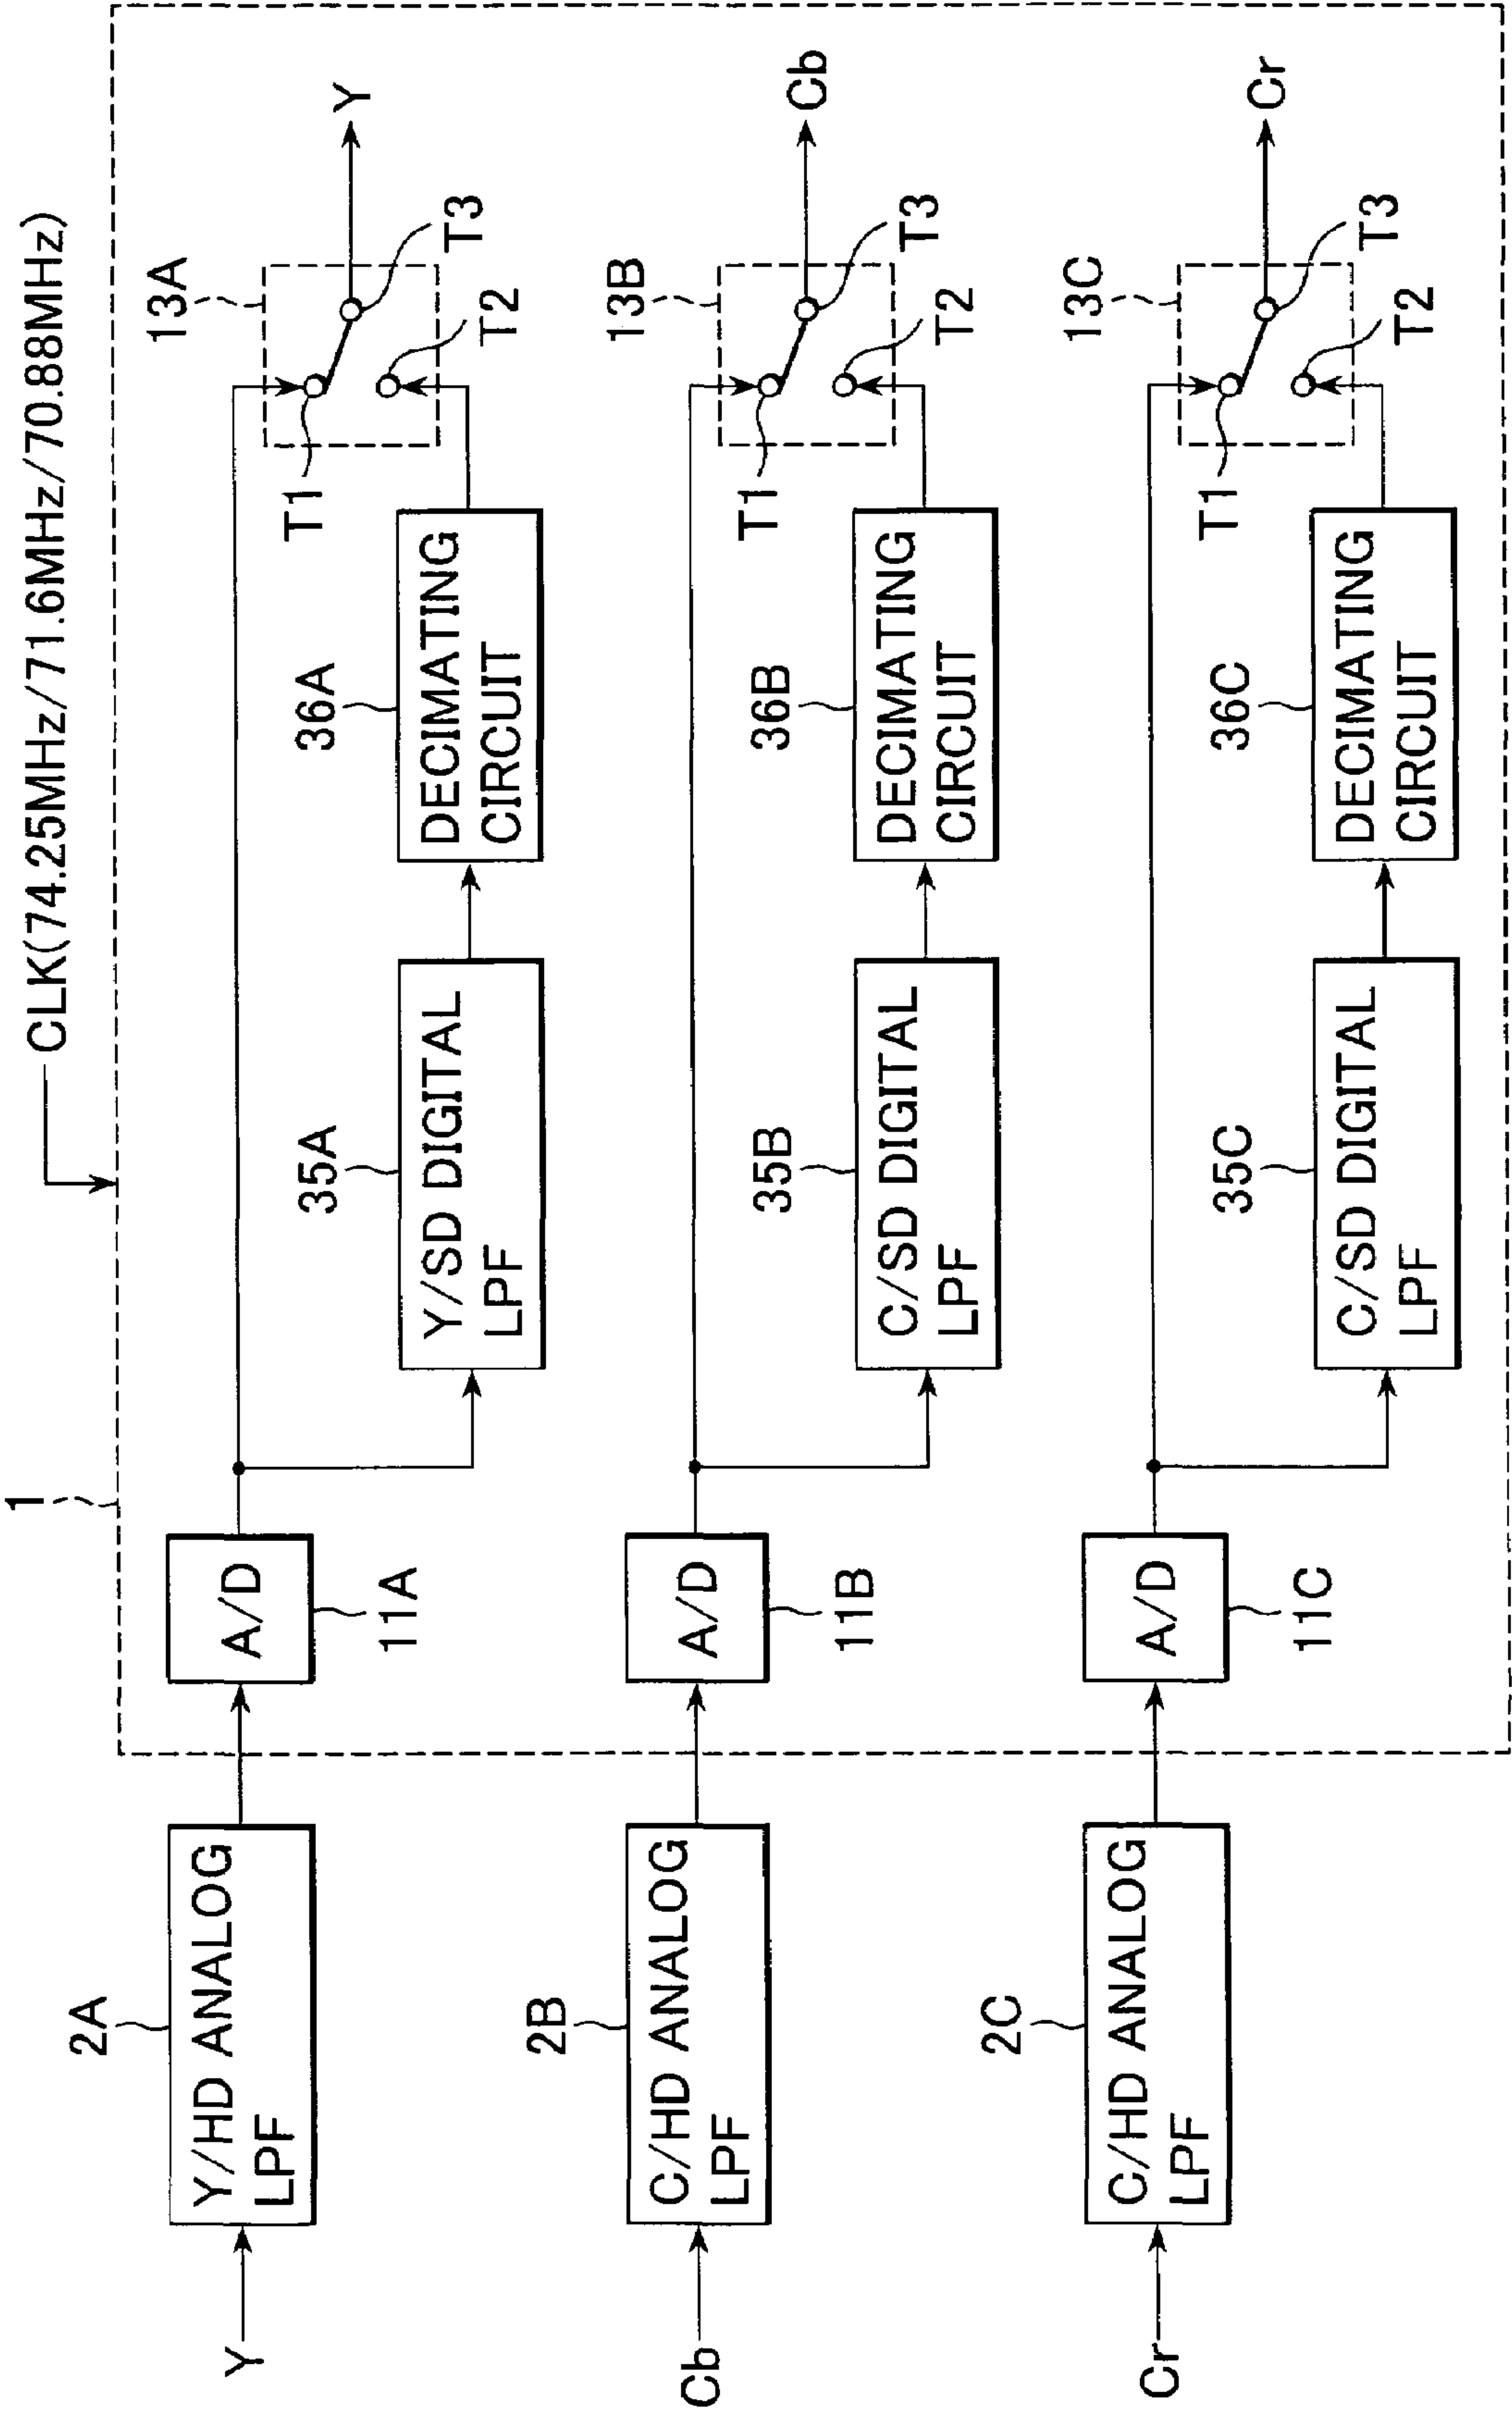 CLK(74.25MHz/71.6MHz/70.88MHz)
1
2A
Y
Y/HD ANALOG
LPF
A/D
11A
35A
Y/SD DIGITAL
LPF
36A
DECIMATING
CIRCUIT
13A
T1
T2
T3
Y
2B
Cb
C/HD ANALOG
LPF
A/D
11B
35B
C/SD DIGITAL
LPF
36B
DECIMATING
CIRCUIT
13B
T1
T2
T3
Cb
2C
Cr
C/HD ANALOG
LPF
A/D
11C
35C
C/SD DIGITAL
LPF
36C
DECIMATING
CIRCUIT
13C
T1
T2
T3
Cr